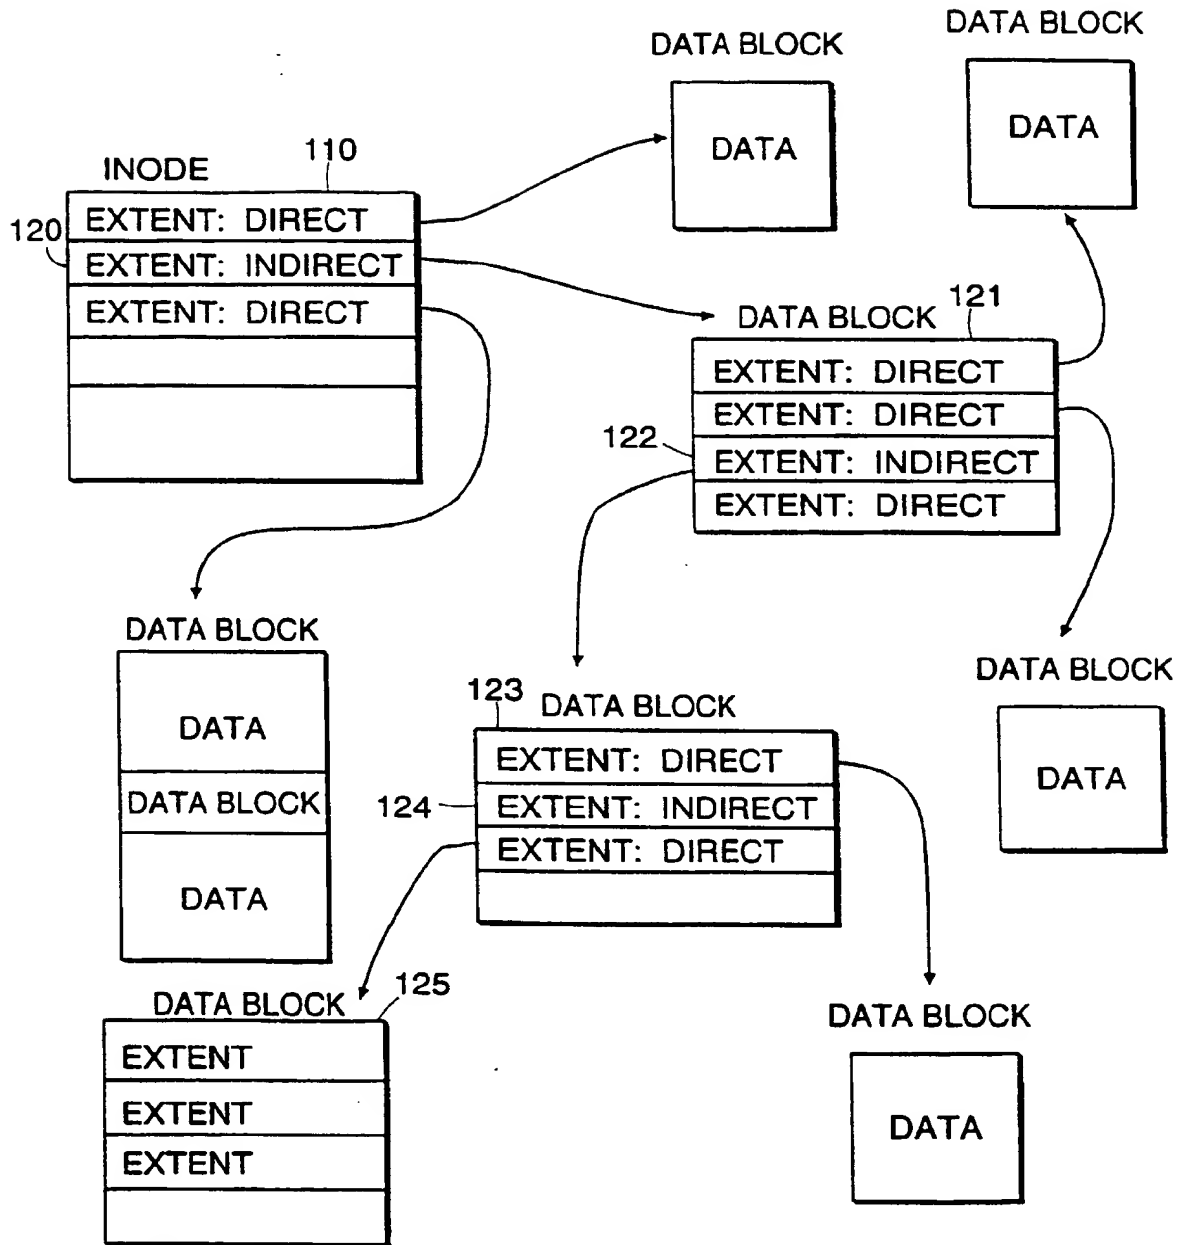 DATA BLOCK
DATA
DATA BLOCK
DATA
INODE
110
EXTENT: DIRECT
120
EXTENT: INDIRECT
EXTENT: DIRECT
DATA BLOCK
121
EXTENT: DIRECT
EXTENT: DIRECT
122
EXTENT: INDIRECT
EXTENT: DIRECT
DATA BLOCK
DATA
DATA BLOCK
DATA
DATA BLOCK
DATA
123
DATA BLOCK
EXTENT: DIRECT
124
EXTENT: INDIRECT
EXTENT: DIRECT
DATA BLOCK
125
EXTENT
EXTENT
EXTENT
DATA BLOCK
DATA